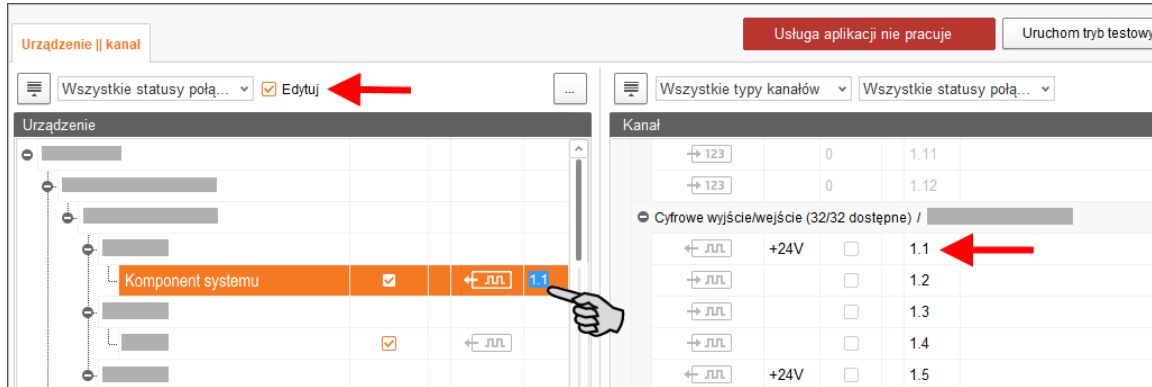 Urządzenie || kanał
Usługa aplikacji nie pracuje
Uruchom tryb testowy
Wszystkie statusy połą...
Edytuj
...
Wszystkie typy kanałów
Wszystkie statusy połą...
Urządzenie
Kanał
123 0 1.11
123 0 1.12
Cyfrowe wyjście/wejście (32/32 dostępne) /
+24V 1.1
Komponent systemu 1.1
1.2
1.3
1.4
+24V 1.5